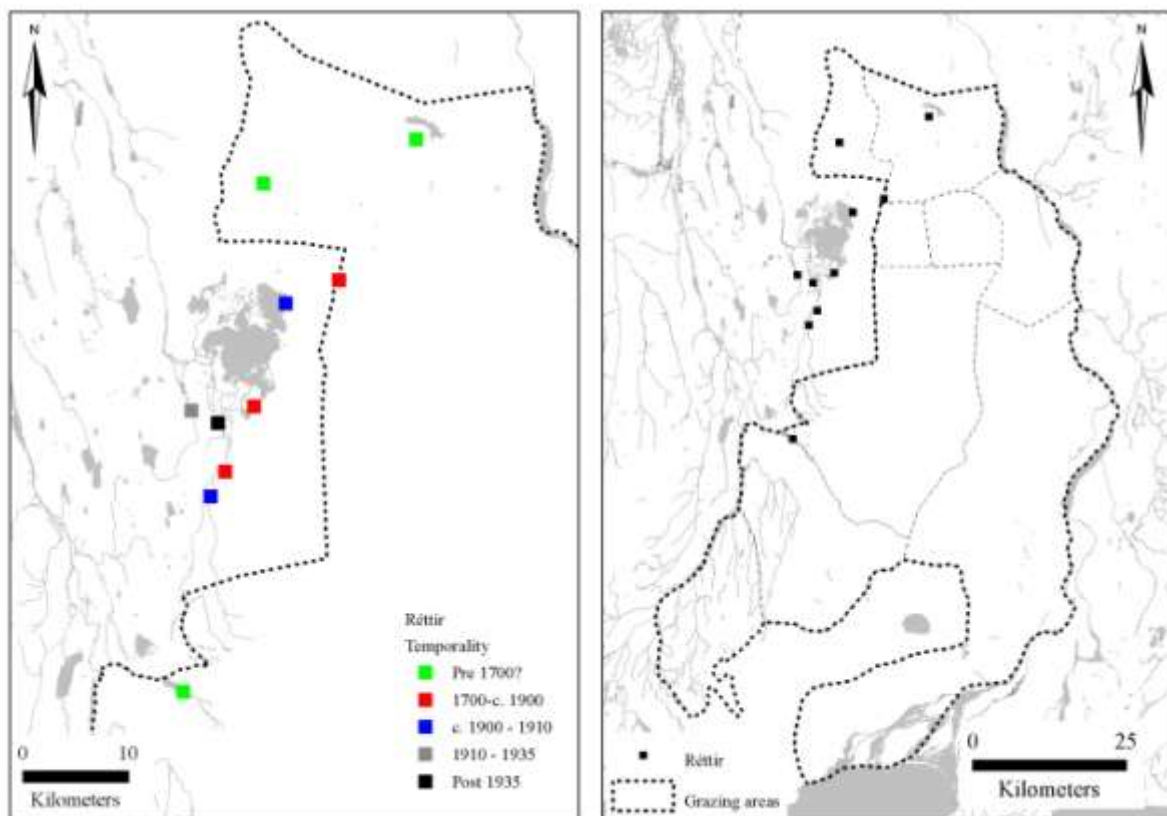 N
Réttir
Temporality
Pre 1700?
1700-c. 1900
c. 1900 - 1910
1910 - 1935
Post 1935
0 10
Kilometers
N
Réttir
Grazing areas
0 25
Kilometers